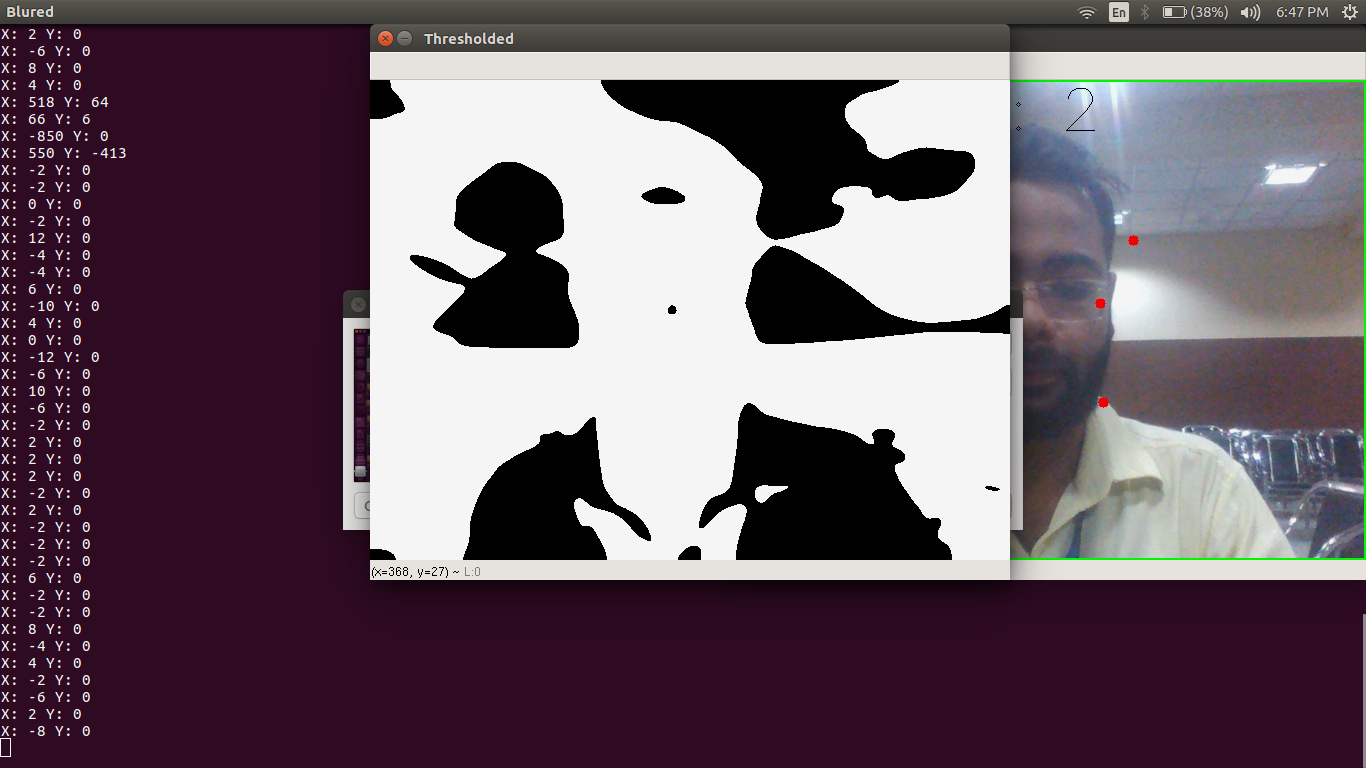 Blured
En
(38%)
6:47 PM
X: 2 Y: 0
X: -6 Y: 0
X: 8 Y: 0
X: 4 Y: 0
X: 518 Y: 64
X: 66 Y: 6
X: -850 Y: 0
X: 550 Y: -413
X: -2 Y: 0
X: -2 Y: 0
X: 0 Y: 0
X: -2 Y: 0
X: 12 Y: 0
X: -4 Y: 0
X: -4 Y: 0
X: 6 Y: 0
X: -10 Y: 0
X: 4 Y: 0
X: 0 Y: 0
X: -12 Y: 0
X: -6 Y: 0
X: 10 Y: 0
X: -6 Y: 0
X: -2 Y: 0
X: 2 Y: 0
X: 2 Y: 0
X: 2 Y: 0
X: -2 Y: 0
X: 2 Y: 0
X: -2 Y: 0
X: -2 Y: 0
X: -2 Y: 0
X: 6 Y: 0
X: -2 Y: 0
X: -2 Y: 0
X: 8 Y: 0
X: -4 Y: 0
X: 4 Y: 0
X: -2 Y: 0
X: -6 Y: 0
X: 2 Y: 0
X: -8 Y: 0
Thresholded
(x=368, y=27) ~ L:0
: 2